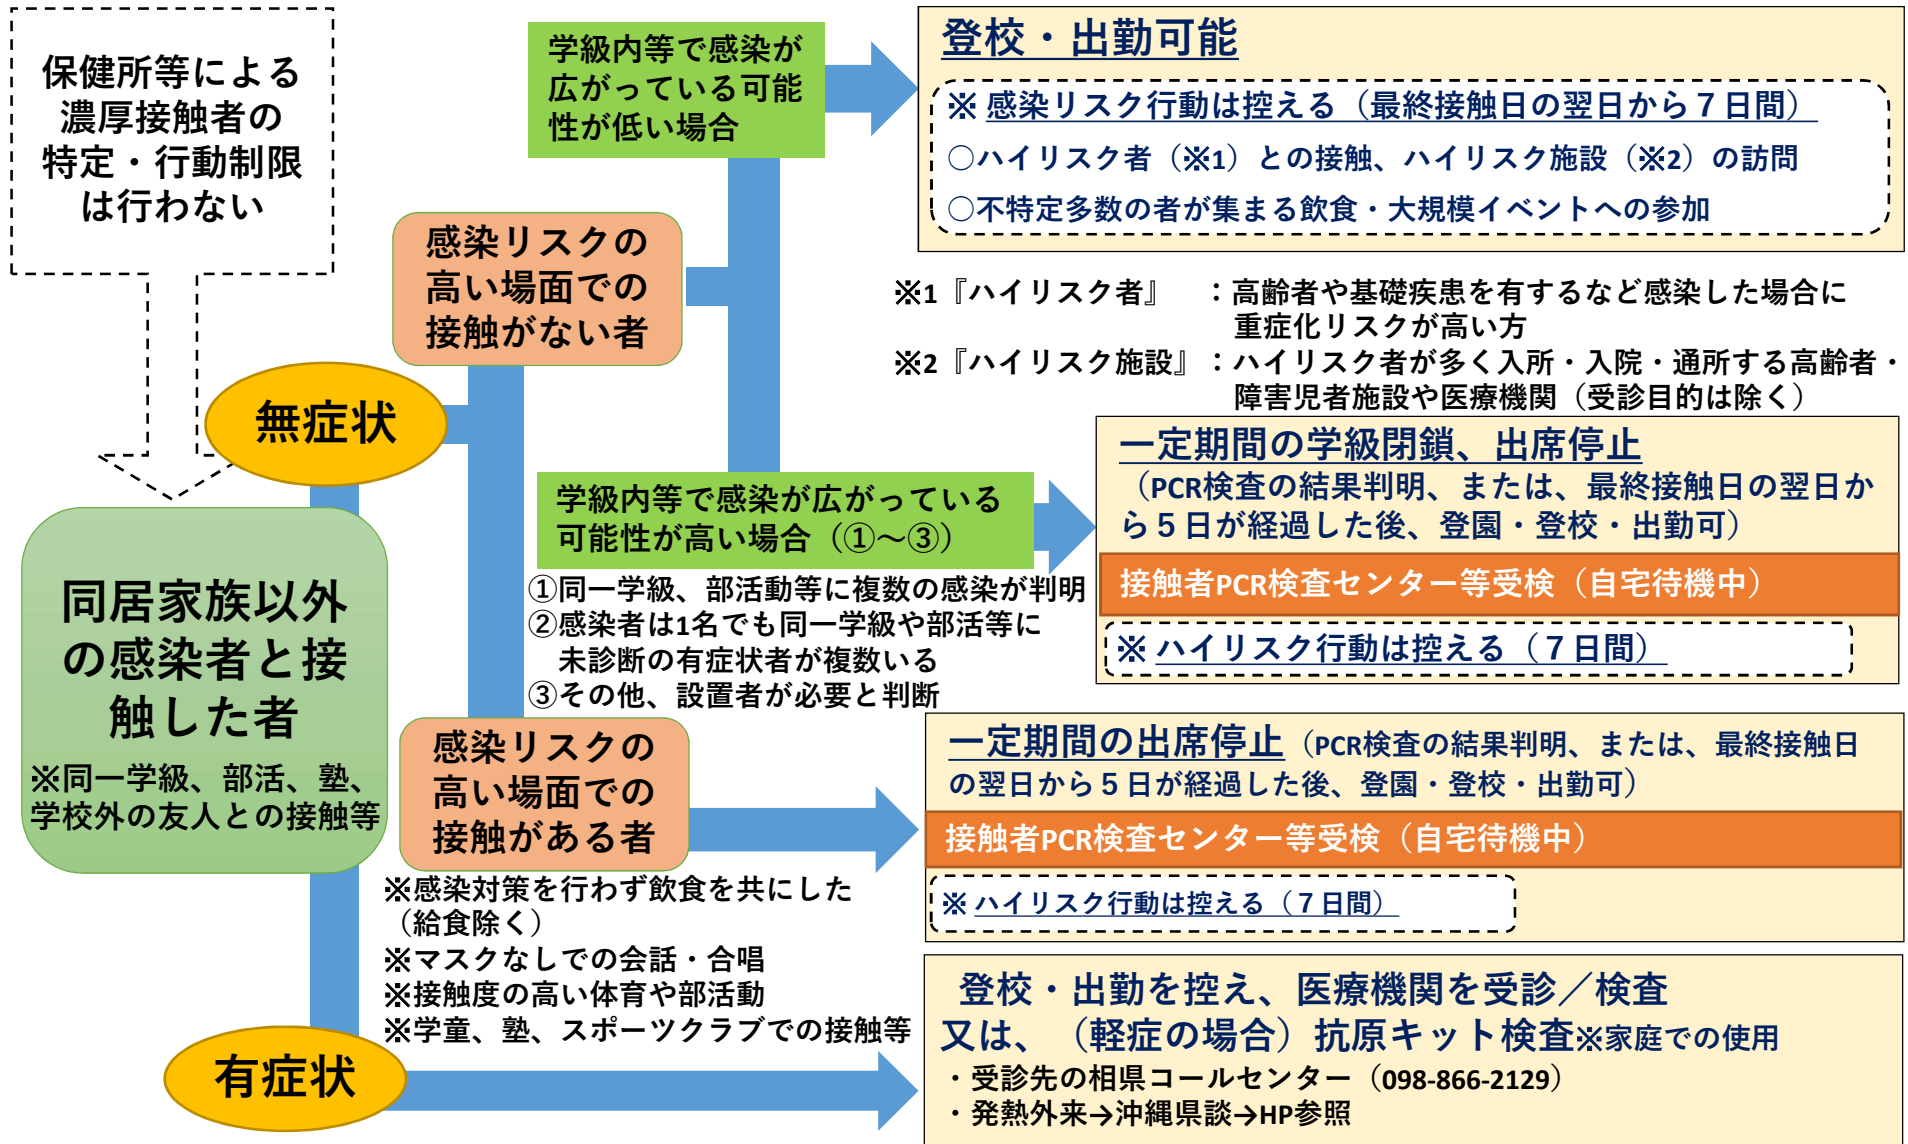 保健所等による
濃厚接触者の
特定・行動制限
は行わない
同居家族以外
の感染者と接
触した者
※同一学級、部活、塾、
学校外の友人との接触等
無症状
有症状
感染リスクの
高い場面での
接触がない者
学級内等で感染が
広がっている可能
性が低い場合
登校・出勤可能
※ 感染リスク行動は控える（最終接触日の翌日から７日間）
○ハイリスク者（※1）との接触、ハイリスク施設（※2）の訪問
○不特定多数の者が集まる飲食・大規模イベントへの参加
※1『ハイリスク者』　：高齢者や基礎疾患を有するなど感染した場合に
重症化リスクが高い方
※2『ハイリスク施設』：ハイリスク者が多く入所・入院・通所する高齢者・
障害児者施設や医療機関（受診目的は除く）
学級内等で感染が広がっている
可能性が高い場合（①～③）
①同一学級、部活動等に複数の感染が判明
②感染者は1名でも同一学級や部活等に
未診断の有症状者が複数いる
③その他、設置者が必要と判断
一定期間の学級閉鎖、出席停止
（PCR検査の結果判明、または、最終接触日の翌日か
ら５日が経過した後、登園・登校・出勤可）
接触者PCR検査センター等受検（自宅待機中）
※ ハイリスク行動は控える（７日間）
感染リスクの
高い場面での
接触がある者
※感染対策を行わず飲食を共にした
（給食除く）
※マスクなしでの会話・合唱
※接触度の高い体育や部活動
※学童、塾、スポーツクラブでの接触等
一定期間の出席停止（PCR検査の結果判明、または、最終接触日
の翌日から５日が経過した後、登園・登校・出勤可）
接触者PCR検査センター等受検（自宅待機中）
※ ハイリスク行動は控える（７日間）
登校・出勤を控え、医療機関を受診／検査
又は、（軽症の場合）抗原キット検査※家庭での使用
・受診先の相県コールセンター（098-866-2129）
・発熱外来→沖縄県談→HP参照